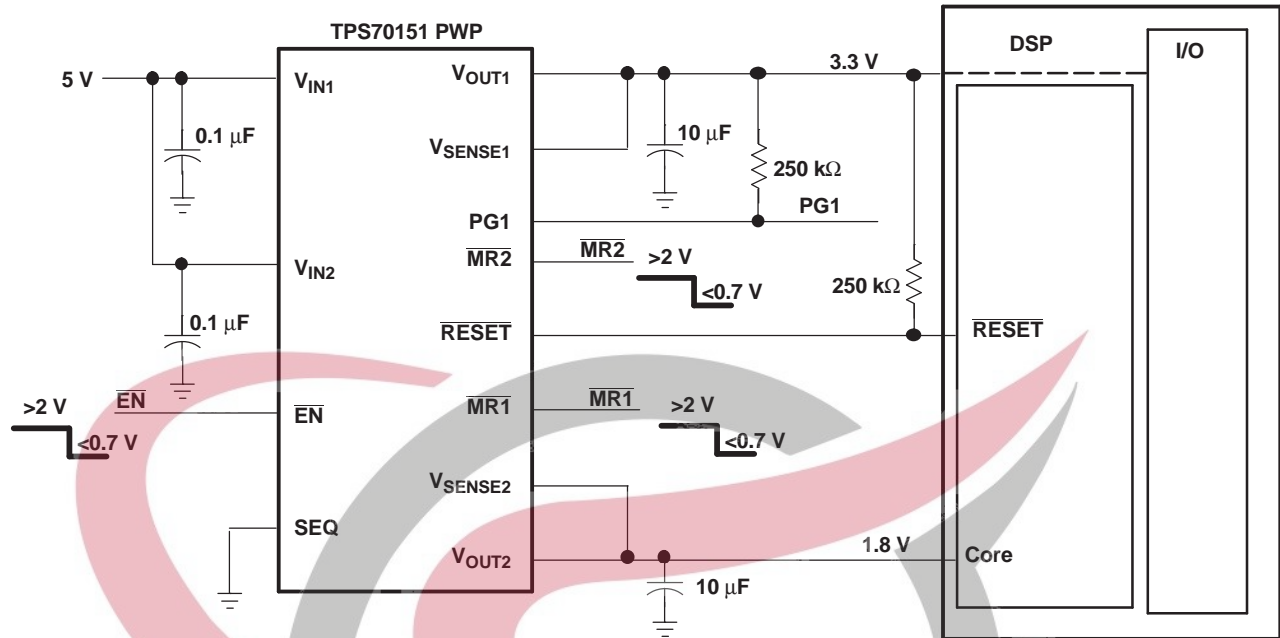 TPS70151 PWP
DSP
I/O
5 V
VIN1
VOUT1
3.3 V
0.1 μF
VSENSE1
10 μF
250 kΩ
PG1
PG1
MR2
MR2
>2 V
<0.7 V
VIN2
250 kΩ
0.1 μF
RESET
RESET
>2 V
EN
EN
<0.7 V
MR1
MR1
>2 V
<0.7 V
VSENSE2
SEQ
VOUT2
1.8 V
Core
10 μF